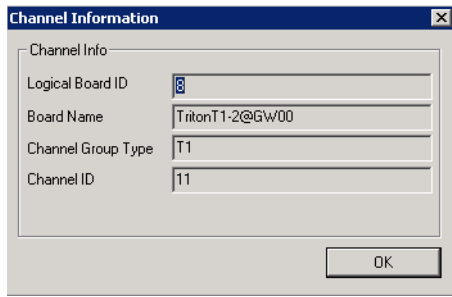 Channel Information
Channel Info
Logical Board ID 8
Board Name TritonT1-2@GW00
Channel Group Type T1
Channel ID 11
OK